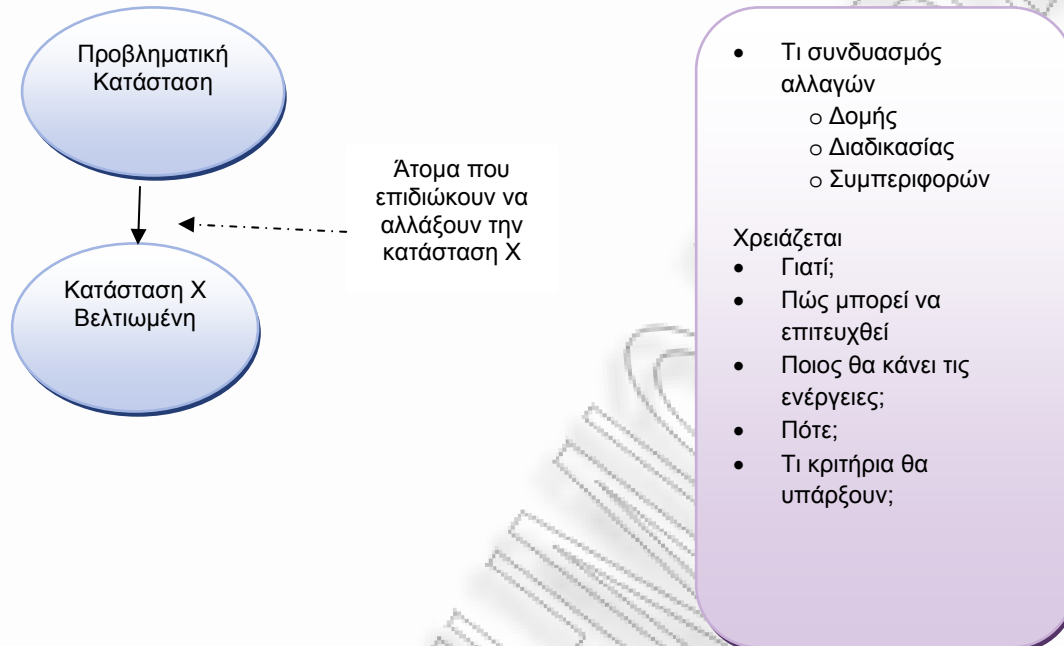 Προβληματική
Κατάσταση
Άτομα που
επιδιώκουν να
αλλάξουν την
κατάσταση Χ
Κατάσταση Χ
Βελτιωμένη
• Τι συνδυασμός
αλλαγών
o Δομής
o Διαδικασίας
o Συμπεριφορών
Χρειάζεται
• Γιατί;
• Πώς μπορεί να
επιτευχθεί
• Ποιος θα κάνει τις
ενέργειες;
• Πότε;
• Τι κριτήρια θα
υπάρξουν;